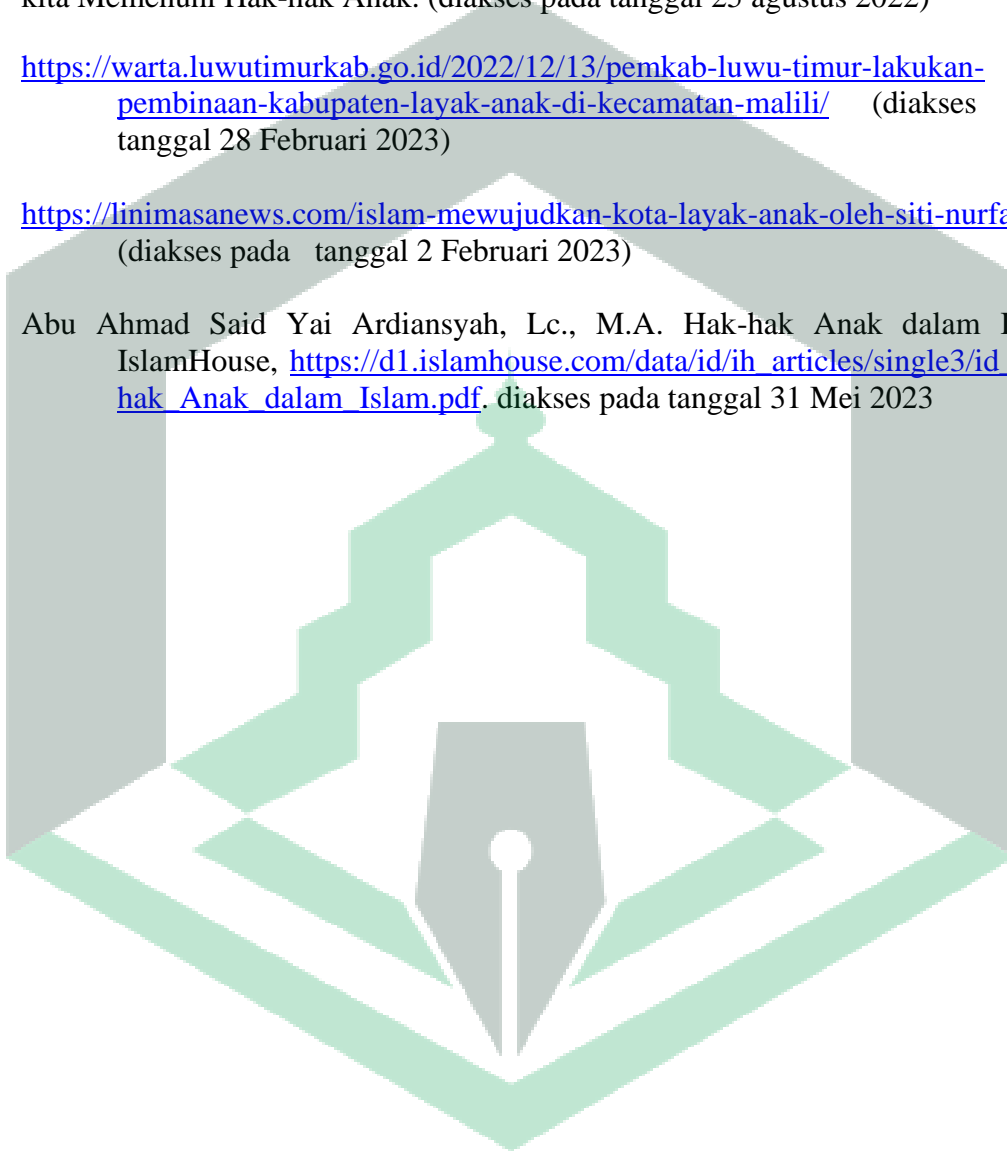 kita Memenuhi Hak-hak Anak. (diakses pada tanggal 25 agustus 2022)
https://warta.luwutimurkab.go.id/2022/12/13/pemkab-luwu-timur-lakukan-
pembinaan-kabupaten-layak-anak-di-kecamatan-malili/ (diakses
tanggal 28 Februari 2023)
https://linimasanews.com/islam-mewujudkan-kota-layak-anak-oleh-siti-nurfa
(diakses pada tanggal 2 Februari 2023)
Abu Ahmad Said Yai Ardiansyah, Lc., M.A. Hak-hak Anak dalam
IslamHouse, https://d1.islamhouse.com/data/id/ih_articles/single3/id_
hak_Anak_dalam_Islam.pdf. diakses pada tanggal 31 Mei 2023